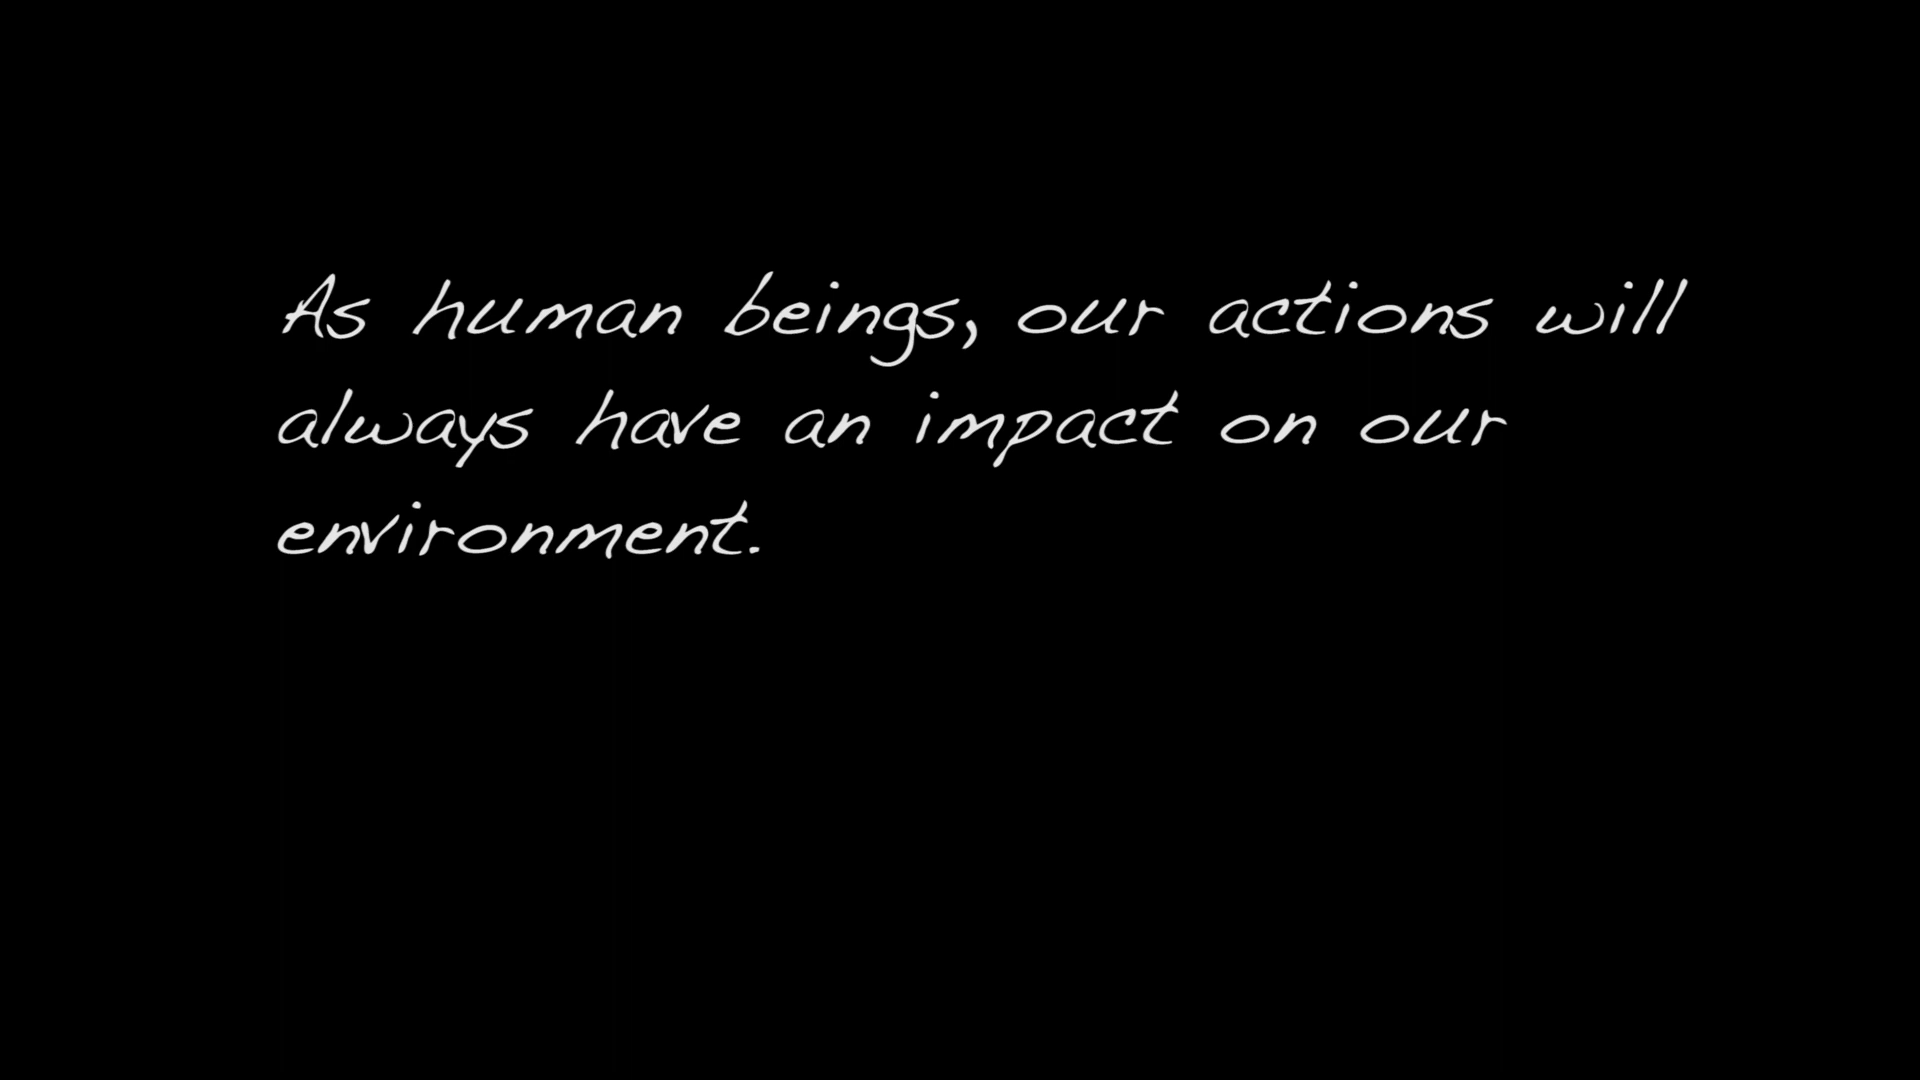 As human beings, our actions will
always have an impact on our
environment.